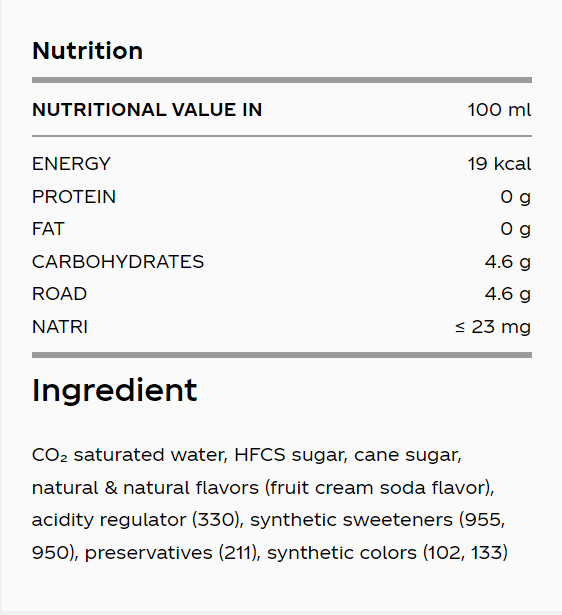 Nutrition
NUTRITIONAL VALUE IN 100 ml
ENERGY 19 kcal
PROTEIN 0 g
FAT 0 g
CARBOHYDRATES 4.6 g
ROAD 4.6 g
NATRI ≤ 23 mg
Ingredient
CO₂ saturated water, HFCS sugar, cane sugar,
natural & natural flavors (fruit cream soda flavor),
acidity regulator (330), synthetic sweeteners (955,
950), preservatives (211), synthetic colors (102, 133)